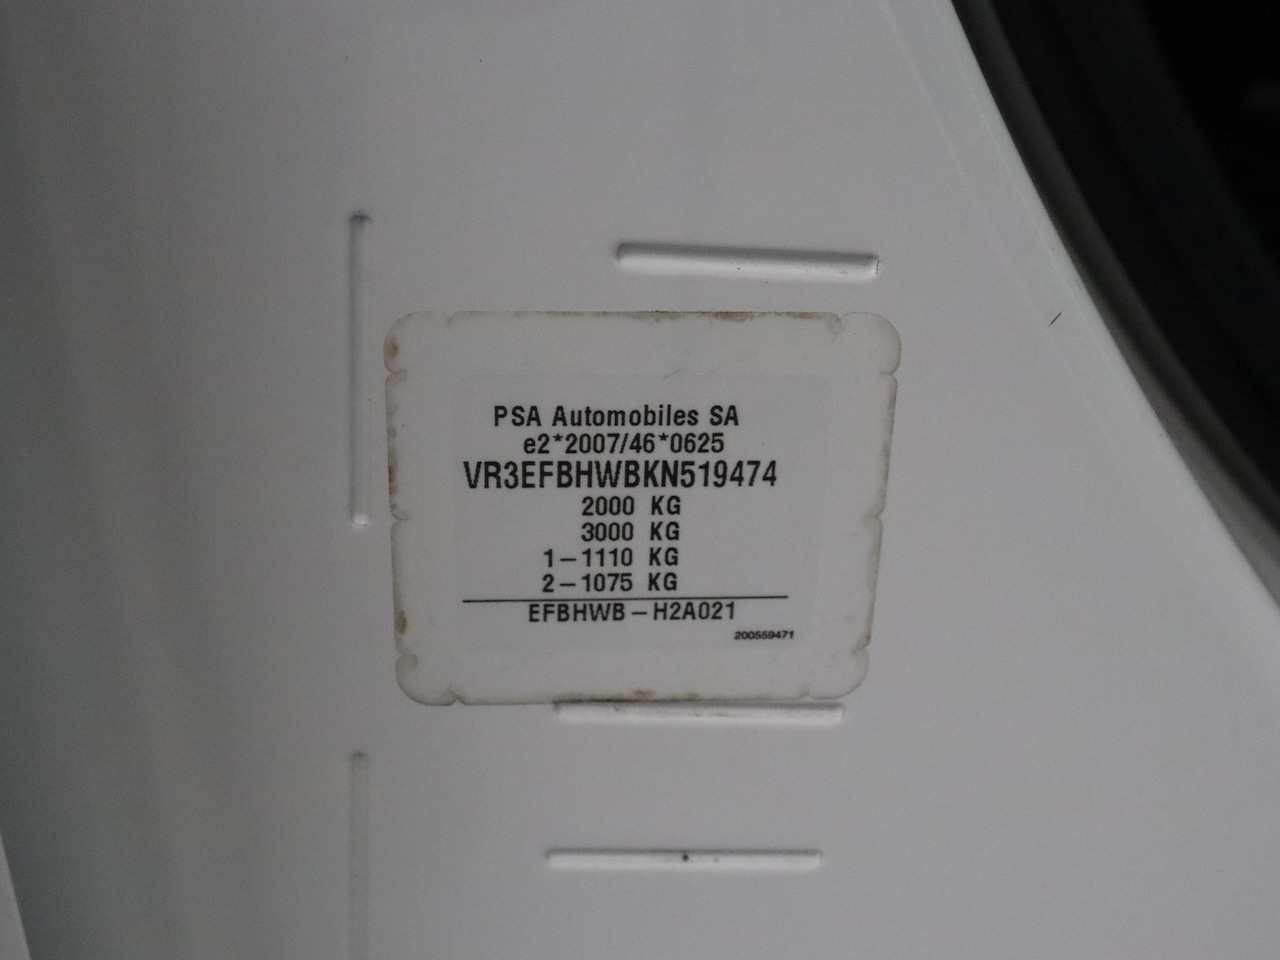 PSA Automobiles SA
e2*2007/46*0625
VR3EFBHWBKN519474
2000 KG
3000 KG
1-1110 KG
2-1075 KG
EFBHWB-H2A021
200559471